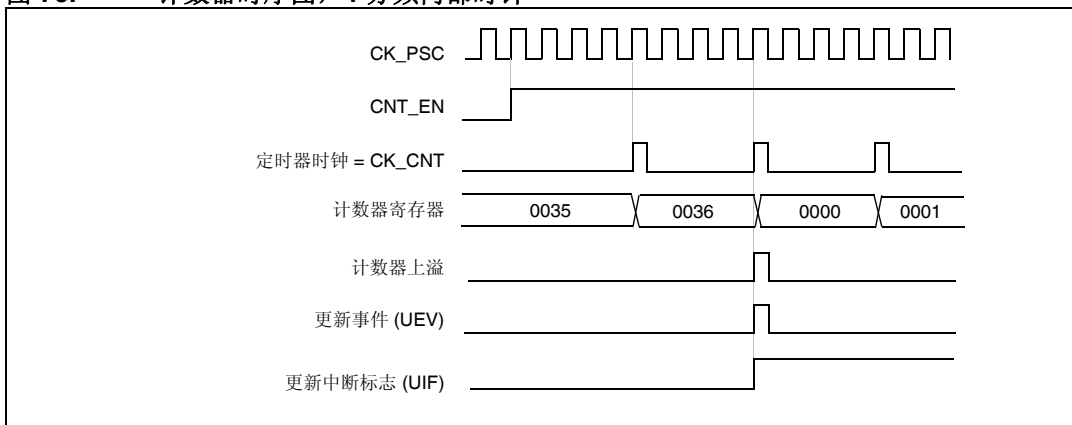 CK_PSC
CNT_EN
定时器时钟 = CK_CNT
计数器寄存器 0035 0036 0000 0001
计数器上溢
更新事件 (UEV)
更新中断标志 (UIF)